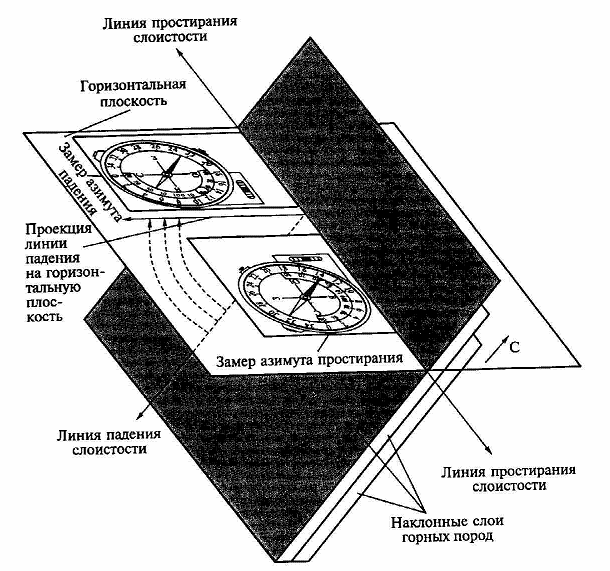 Линия простирания
слоистости
Горизонтальная
плоскость
Замер азимута
падения
Проекция
линии
падения
на горизон-
тальную
плос-
кость
Замер азимута простирания
С
Линия падения
слоистости
Линия простирания
слоистости
Наклонные слои
горных пород